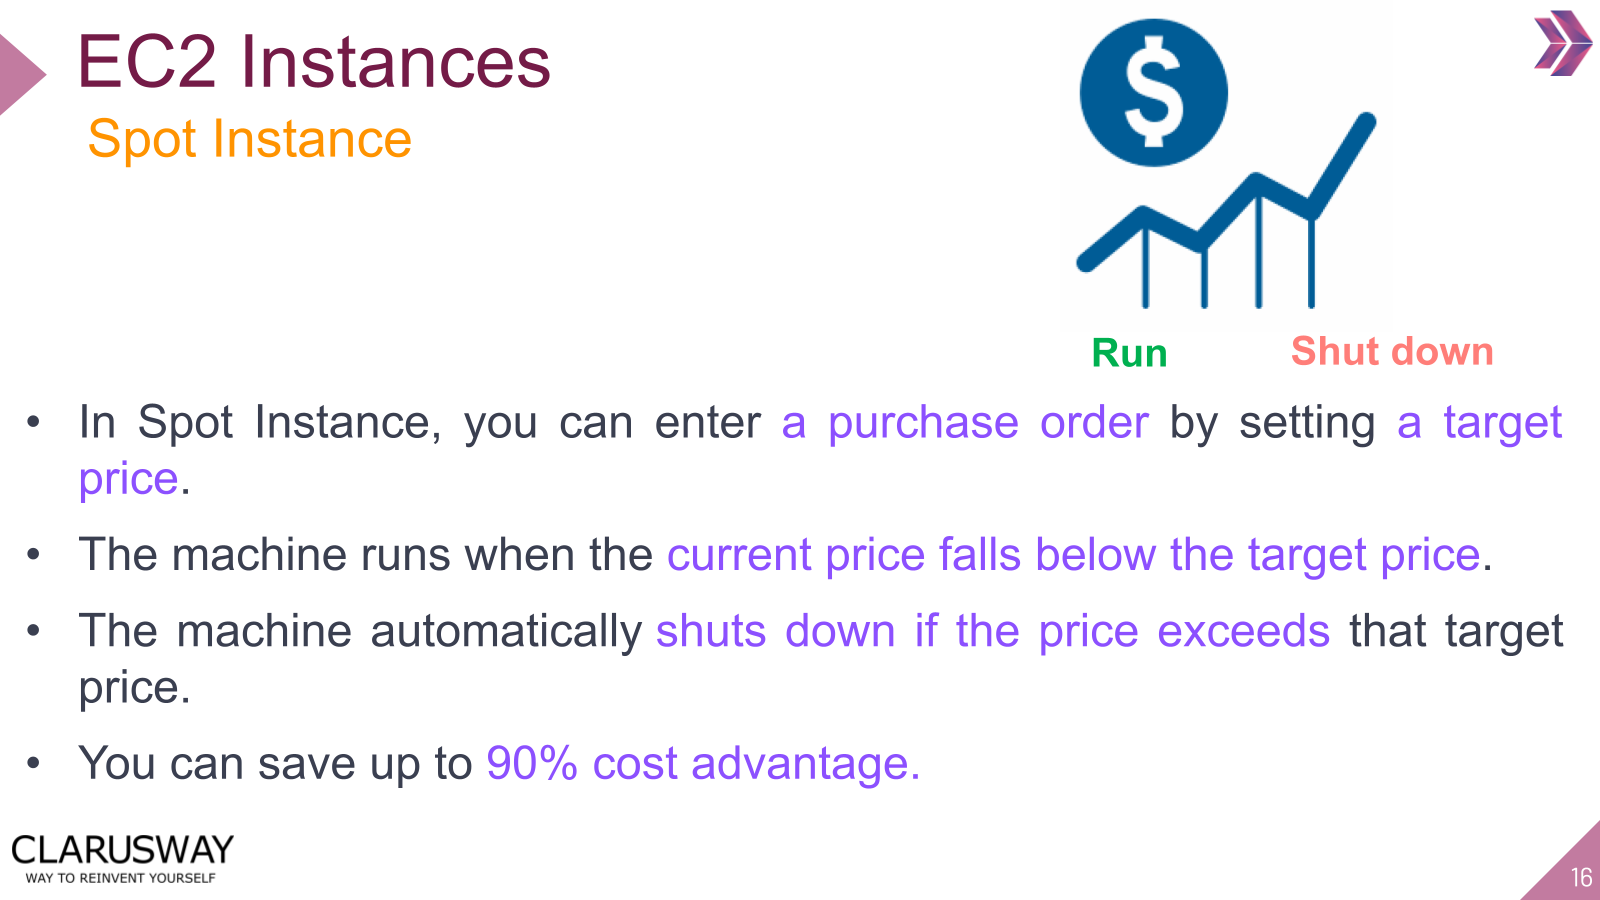 EC2 Instances
Spot Instance
$
Run
Shut down
• In Spot Instance, you can enter a purchase order by setting a target
price.
• The machine runs when the current price falls below the target price.
• The machine automatically shuts down if the price exceeds that target
price.
• You can save up to 90% cost advantage.
CLARUSWAY
WAY TO REINVENT YOURSELF
16